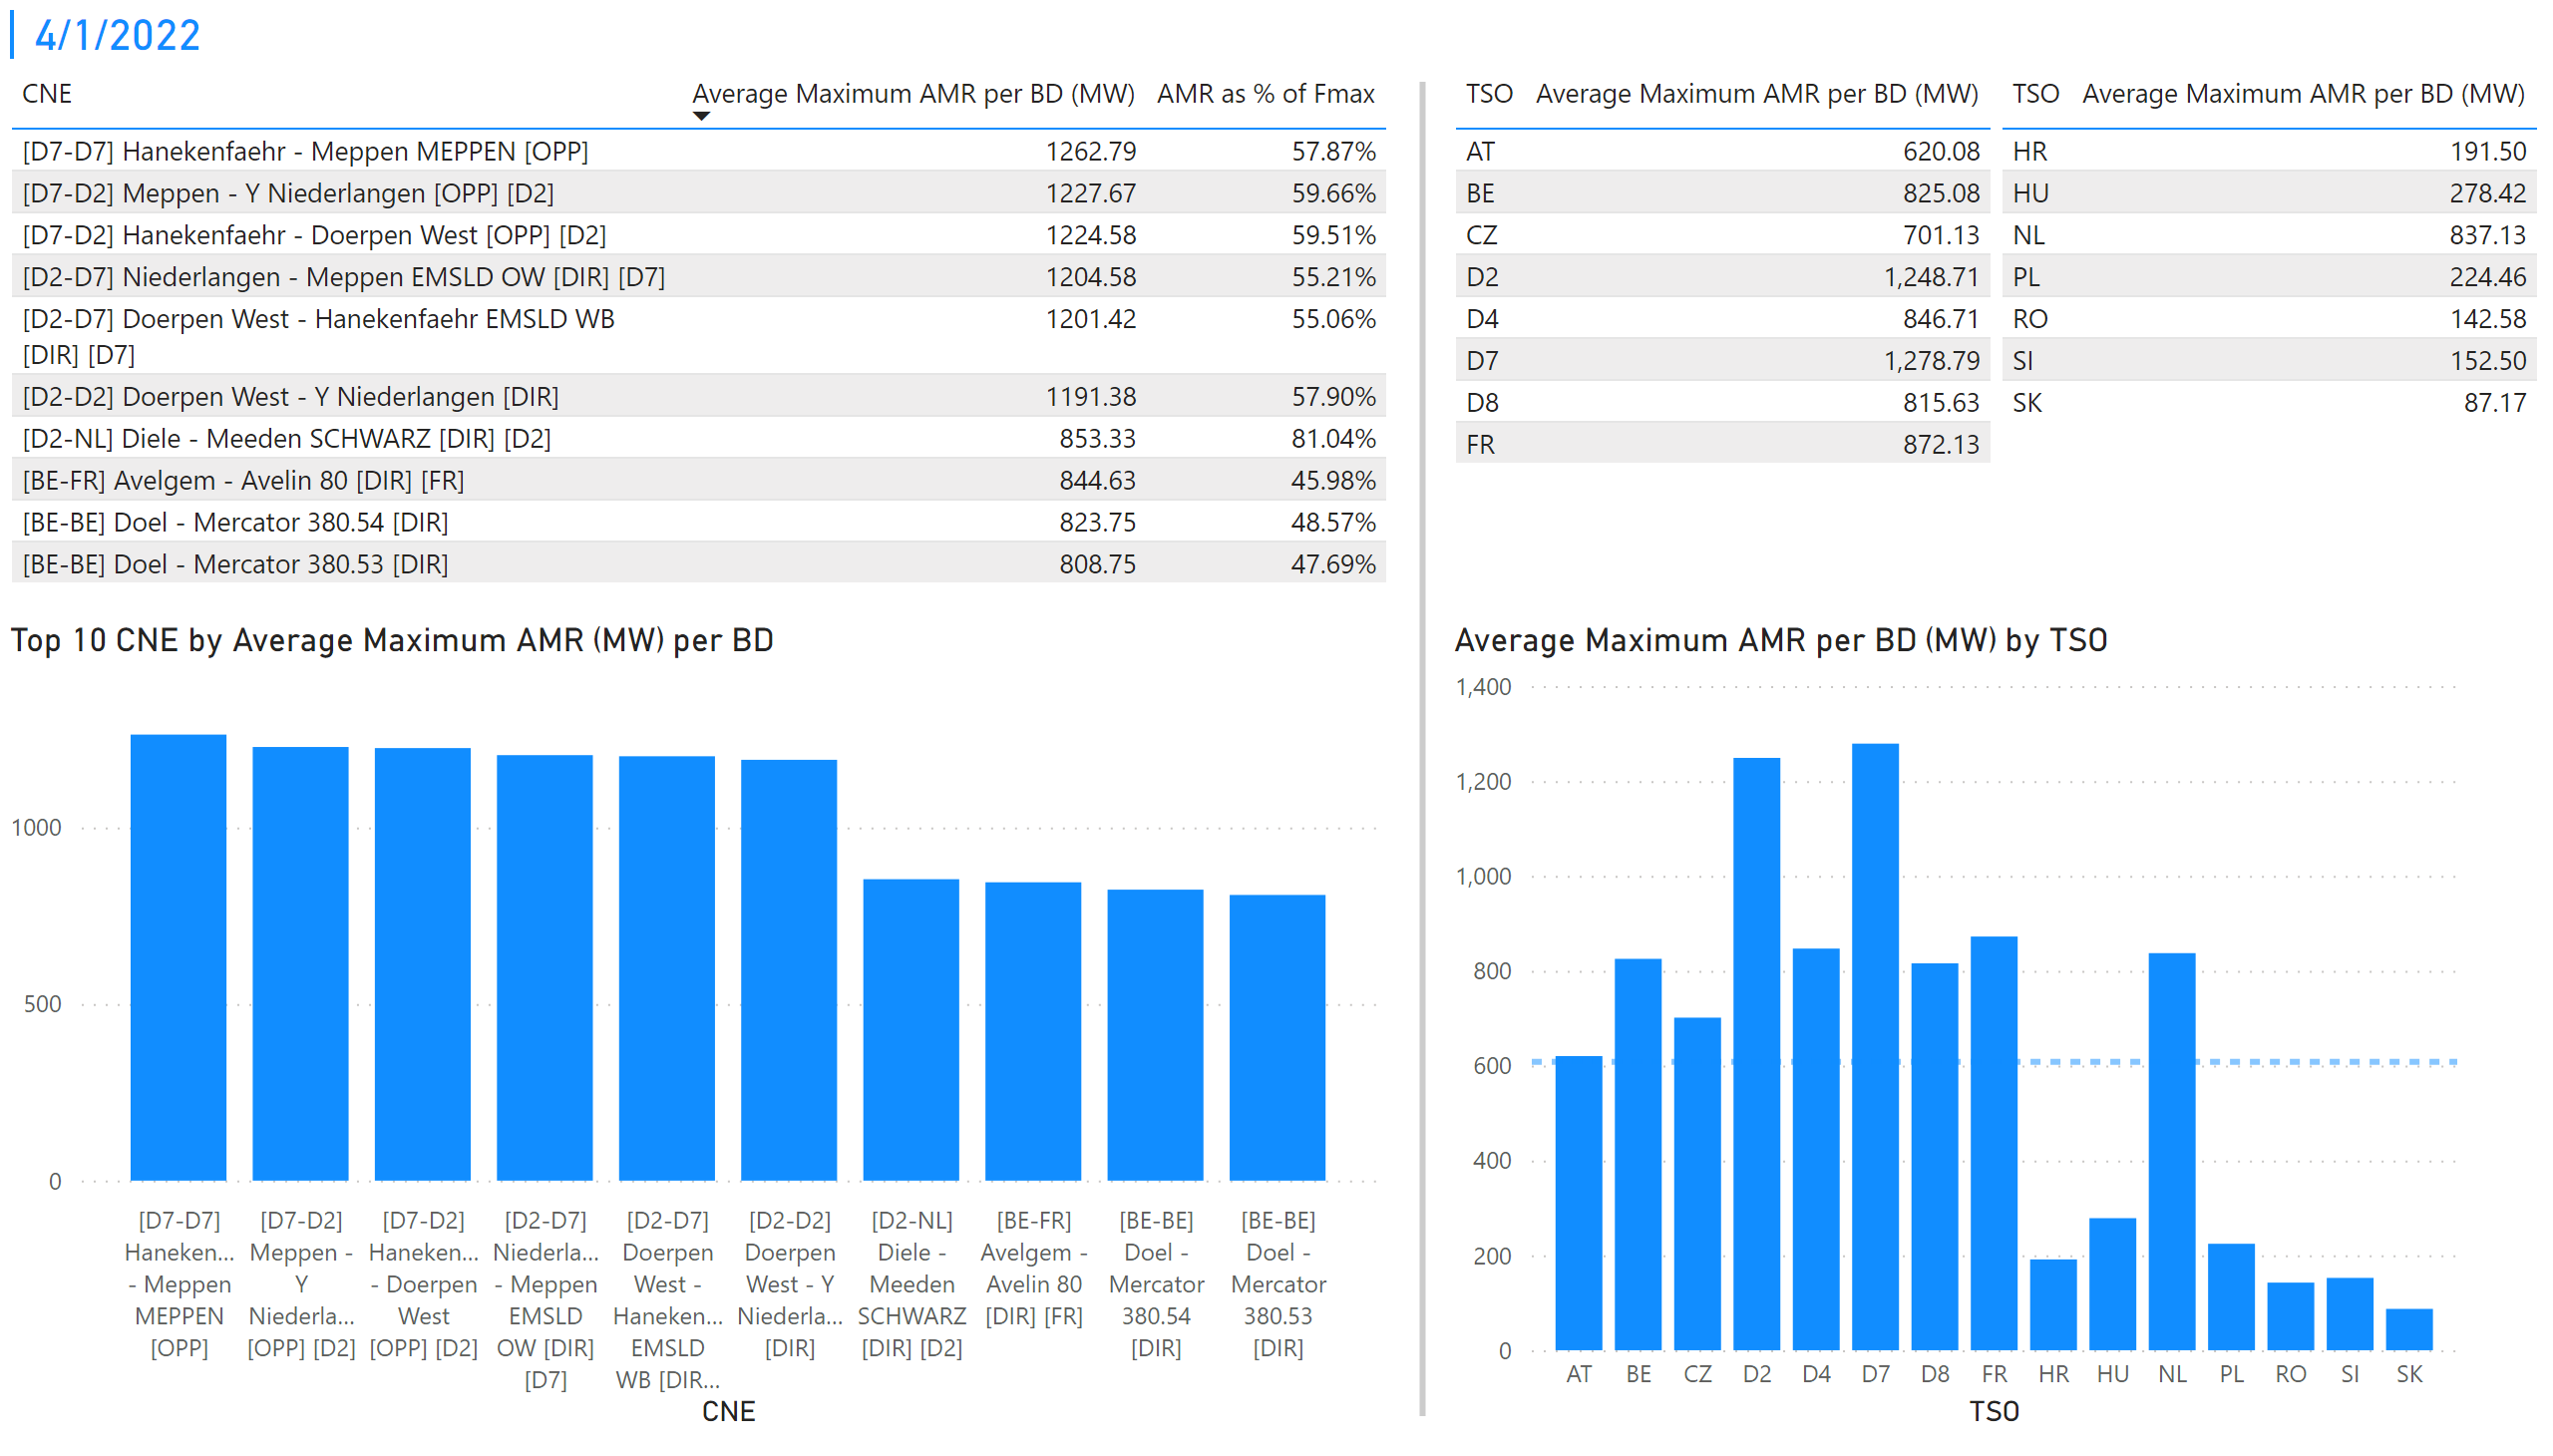 4/1/2022
CNE Average Maximum AMR per BD (MW) AMR as % of Fmax
[D7-D7] Hanekenfaehr - Meppen MEPPEN [OPP] 1262.79 57.87%
[D7-D2] Meppen - Y Niederlangen [OPP] [D2] 1227.67 59.66%
[D7-D2] Hanekenfaehr - Doerpen West [OPP] [D2] 1224.58 59.51%
[D2-D7] Niederlangen - Meppen EMSLD OW [DIR] [D7] 1204.58 55.21%
[D2-D7] Doerpen West - Hanekenfaehr EMSLD WB 1201.42 55.06%
[DIR] [D7]
[D2-D2] Doerpen West - Y Niederlangen [DIR] 1191.38 57.90%
[D2-NL] Diele - Meeden SCHWARZ [DIR] [D2] 853.33 81.04%
[BE-FR] Avelgem - Avelin 80 [DIR] [FR] 844.63 45.98%
[BE-BE] Doel - Mercator 380.54 [DIR] 823.75 48.57%
[BE-BE] Doel - Mercator 380.53 [DIR] 808.75 47.69%
TSO Average Maximum AMR per BD (MW)
AT 620.08
BE 825.08
CZ 701.13
D2 1,248.71
D4 846.71
D7 1,278.79
D8 815.63
FR 872.13
TSO Average Maximum AMR per BD (MW)
HR 191.50
HU 278.42
NL 837.13
PL 224.46
RO 142.58
SI 152.50
SK 87.17
Top 10 CNE by Average Maximum AMR (MW) per BD
1000
500
0
[D7-D7]
Haneken...
- Meppen
MEPPEN
[OPP]
[D7-D2]
Meppen -
Y
Niederla...
[OPP] [D2]
[D7-D2]
Haneken...
- Doerpen
West
[OPP] [D2]
[D2-D7]
Niederla...
- Meppen
EMSLD
OW [DIR]
[D7]
[D2-D7]
Doerpen
West -
Haneken...
EMSLD
WB [DIR...
[D2-D2]
Doerpen
West - Y
Niederla...
[DIR]
[D2-NL]
Diele -
Meeden
SCHWARZ
[DIR] [D2]
[BE-FR]
Avelgem -
Avelin 80
[DIR] [FR]
[BE-BE]
Doel -
Mercator
380.54
[DIR]
[BE-BE]
Doel -
Mercator
380.53
[DIR]
CNE
Average Maximum AMR per BD (MW) by TSO
1,400
1,200
1,000
800
600
400
200
0
AT BE CZ D2 D4 D7 D8 FR HR HU NL PL RO SI SK
TSO